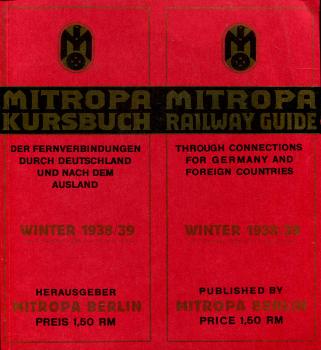 MITROPA
KURSBUCH
DER FERNVERBINDUNGEN
DURCH DEUTSCHLAND
UND NACH DEM
AUSLAND
WINTER 1938/39
HERAUSGEBER
MITROPA BERLIN
PREIS 1,50 RM
MITROPA
RAILWAY GUIDE
THROUGH CONNECTIONS
FOR GERMANY AND
FOREIGN COUNTRIES
WINTER 1938/39
PUBLISHED BY
MITROPA BERLIN
PRICE 1,50 RM